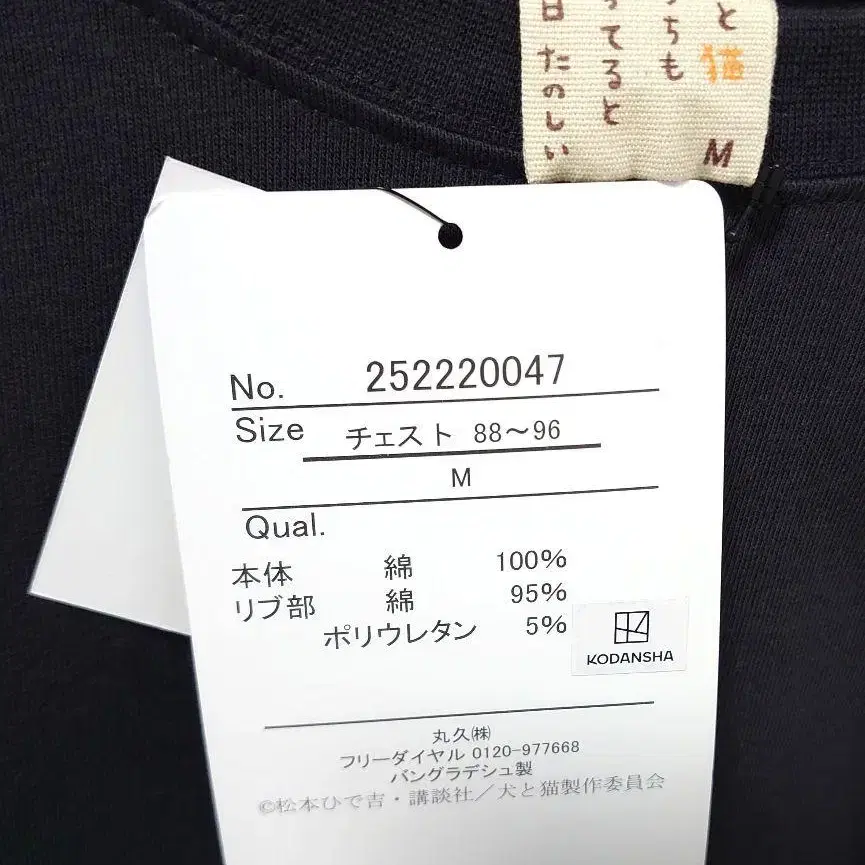 と猫
ちも
ってると
日たのしい
M
No. 252220047
Size チェスト 88～96
M
Qual.
本体 綿 100%
リブ部 綿 95%
ポリウレタン 5%
KODANSHA
丸久㈱
フリーダイヤル 0120-977668
バングラデシュ製
©松本ひで吉・講談社／犬と猫製作委員会